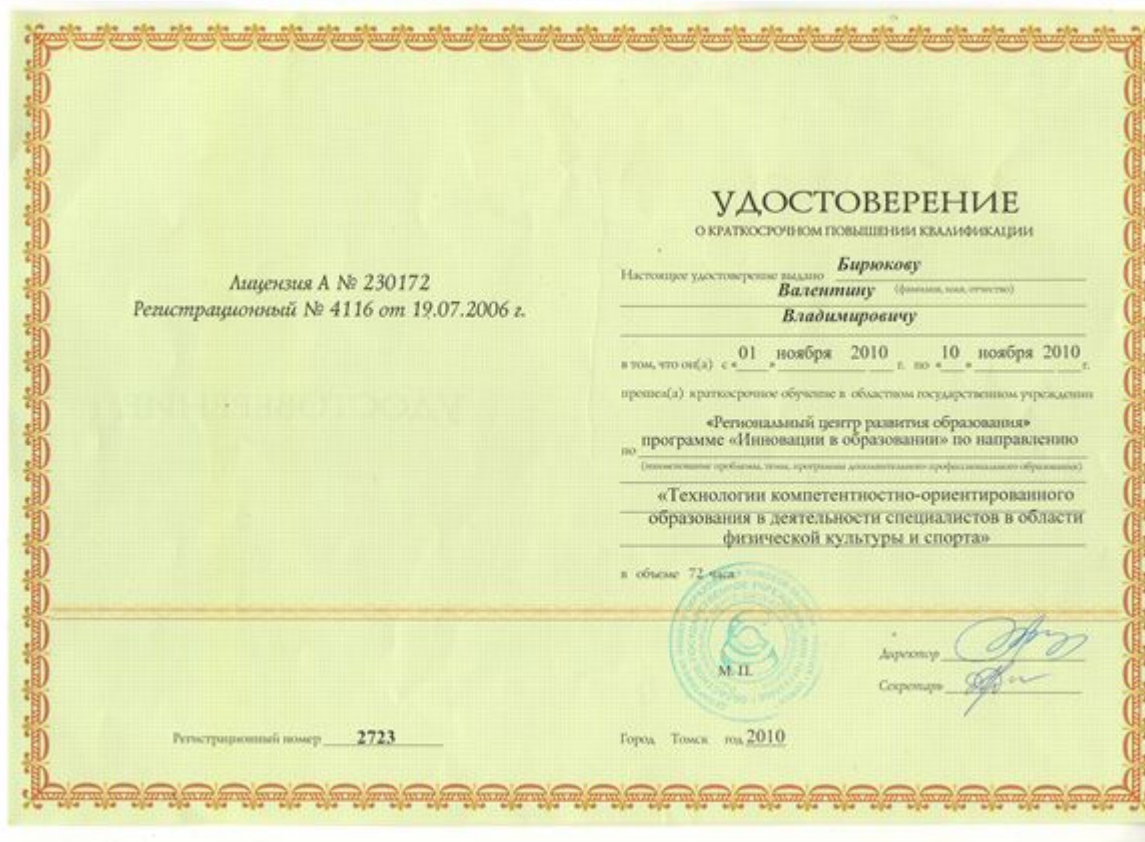 Лицензия А № 230172
Регистрационный № 4116 от 19.07.2006 г.
Регистрационный номер 2723
УДОСТОВЕРЕНИЕ
О КРАТКОСРОЧНОМ ПОВЫШЕНИИ КВАЛИФИКАЦИИ
Настоящее удостоверение выдано Бирюкову
Валентину (фамилия, имя, отчество)
Владимировичу
в том, что он(а) с «01» ноября 2010 г. по «10» ноября 2010 г.
прошел(а) краткосрочное обучение в областном государственном учреждении
«Региональный центр развития образования»
по программе «Инновации в образовании» по направлению
(наименование проблемы, темы, программы дополнительного профессионального образования)
«Технологии компетентностно-ориентированного
образования в деятельности специалистов в области
физической культуры и спорта»
в объеме 72 часа
М. П.
Директор
Секретарь
Город Томск год 2010